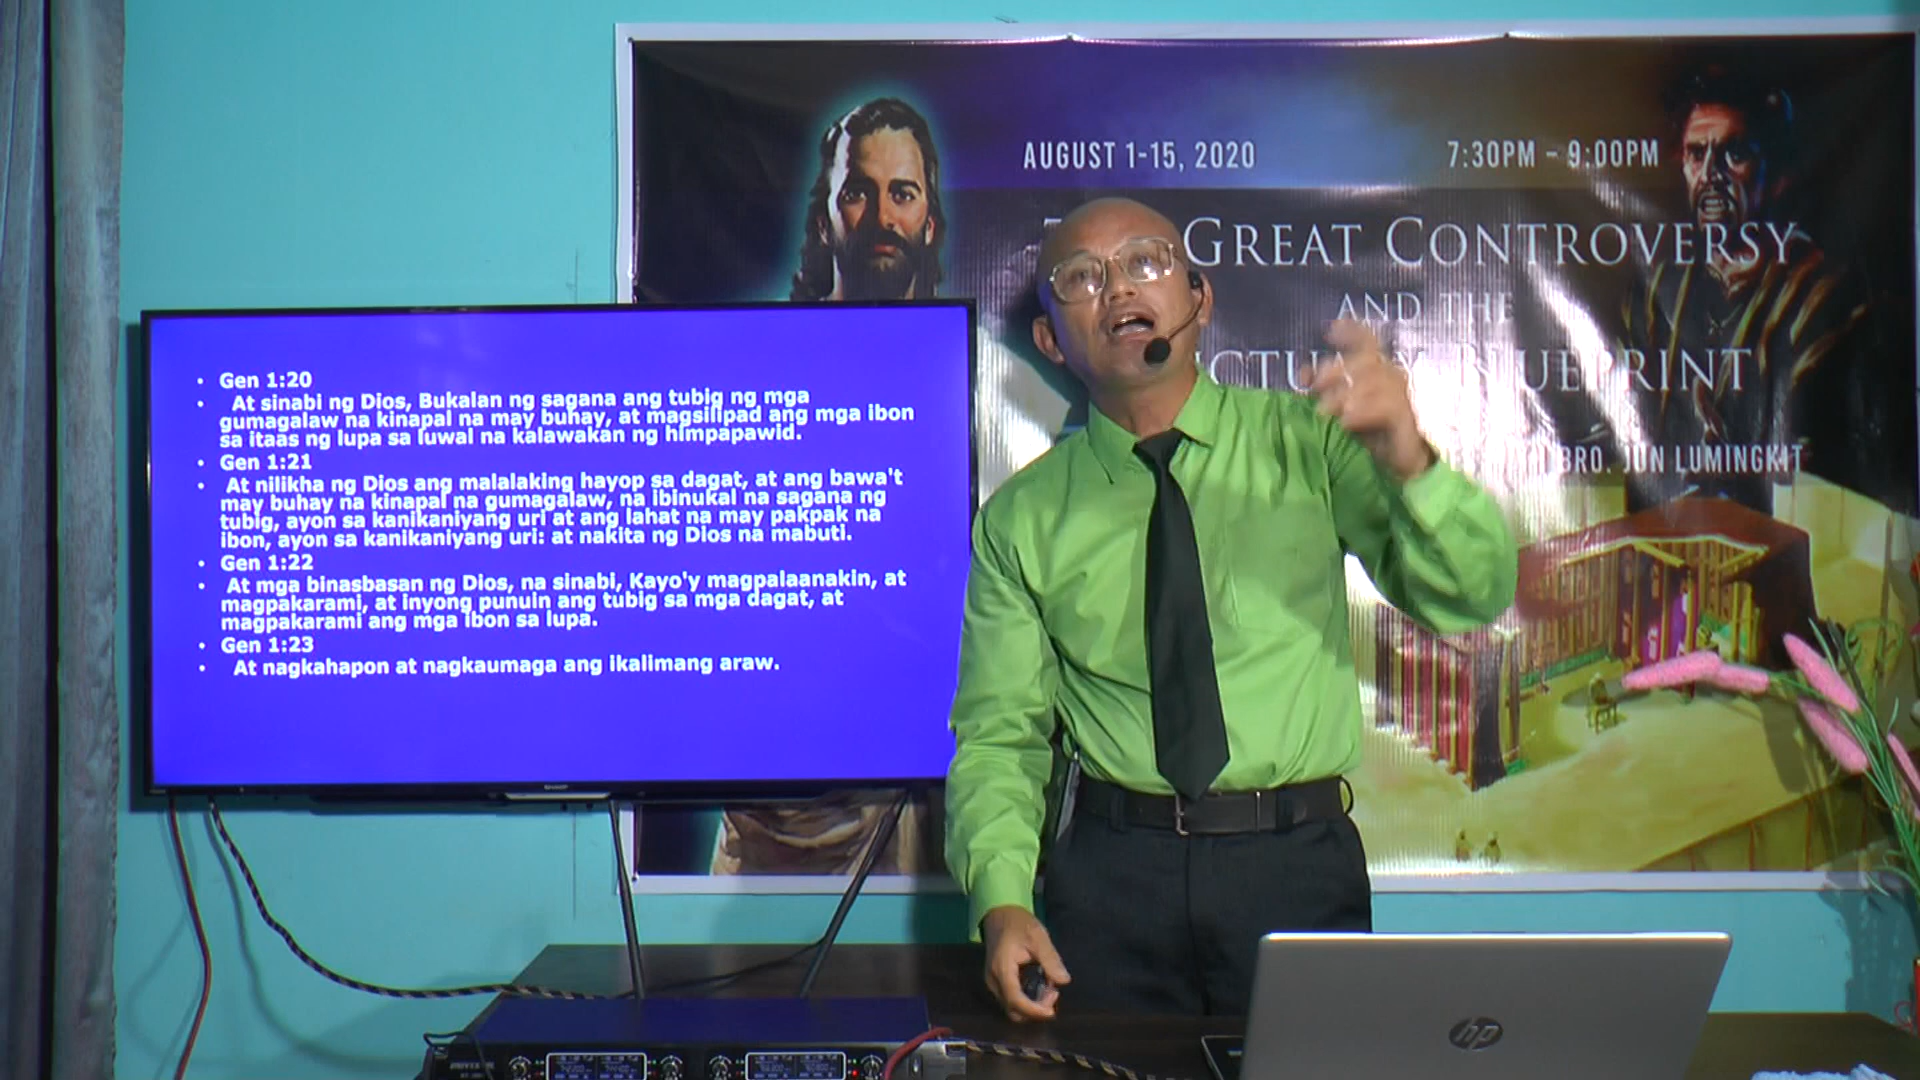 AUGUST 1-15, 2020
7:30PM - 9:00PM
GREAT CONTROVERSY
AND THE
BLUEPRINT
BRO. JUN LUMINGKIT
• Gen 1:20
• At sinabi ng Dios, Bukalan ng sagana ang tubig ng mga
gumagalaw na kinapal na may buhay, at magsilipad ang mga ibon
sa itaas ng lupa sa luwal na kalawakan ng himpapawid.
• Gen 1:21
• At nilikha ng Dios ang malalaking hayop sa dagat, at ang bawa't
may buhay na kinapal na gumagalaw, na ibinukal na sagana ng
tubig, ayon sa kanikaniyang uri at ang lahat na may pakpak na
ibon, ayon sa kanikaniyang uri: at nakita ng Dios na mabuti.
• Gen 1:22
• At mga binasbasan ng Dios, na sinabi, Kayo'y magpalaanakin, at
magpakarami, at inyong punuin ang tubig sa mga dagat, at
magpakarami ang mga ibon sa lupa.
• Gen 1:23
• At nagkahapon at nagkaumaga ang ikalimang araw.
hp